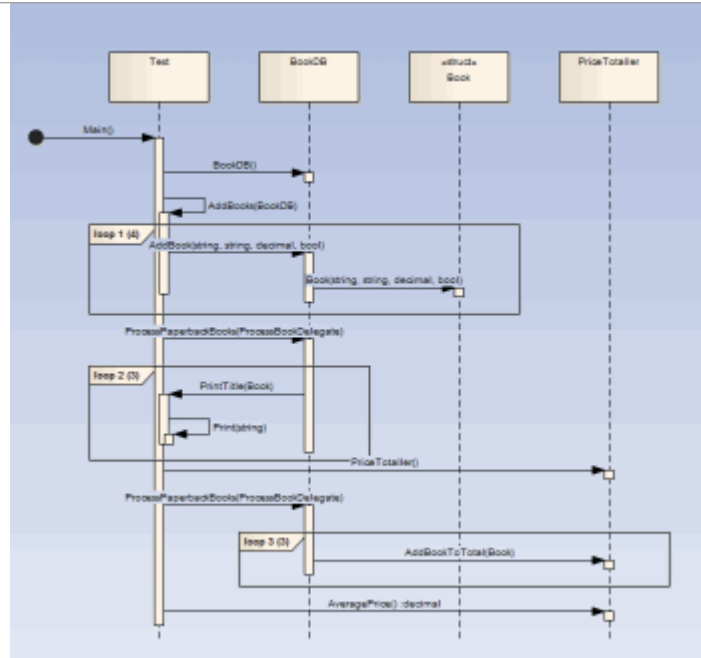 Test
BookDB
«struct»
Book
PriceTotaller
Main()
BookDB()
AddBooks(BookDB)
loop 1 (4)
AddBook(string, string, decimal, bool)
Book(string, string, decimal, bool)
ProcessPaperbackBooks(ProcessBookDelegate)
loop 2 (3)
PrintTitle(Book)
Print(string)
PriceTotaller()
ProcessPaperbackBooks(ProcessBookDelegate)
loop 3 (3)
AddBookToTotal(Book)
AveragePrice() :decimal